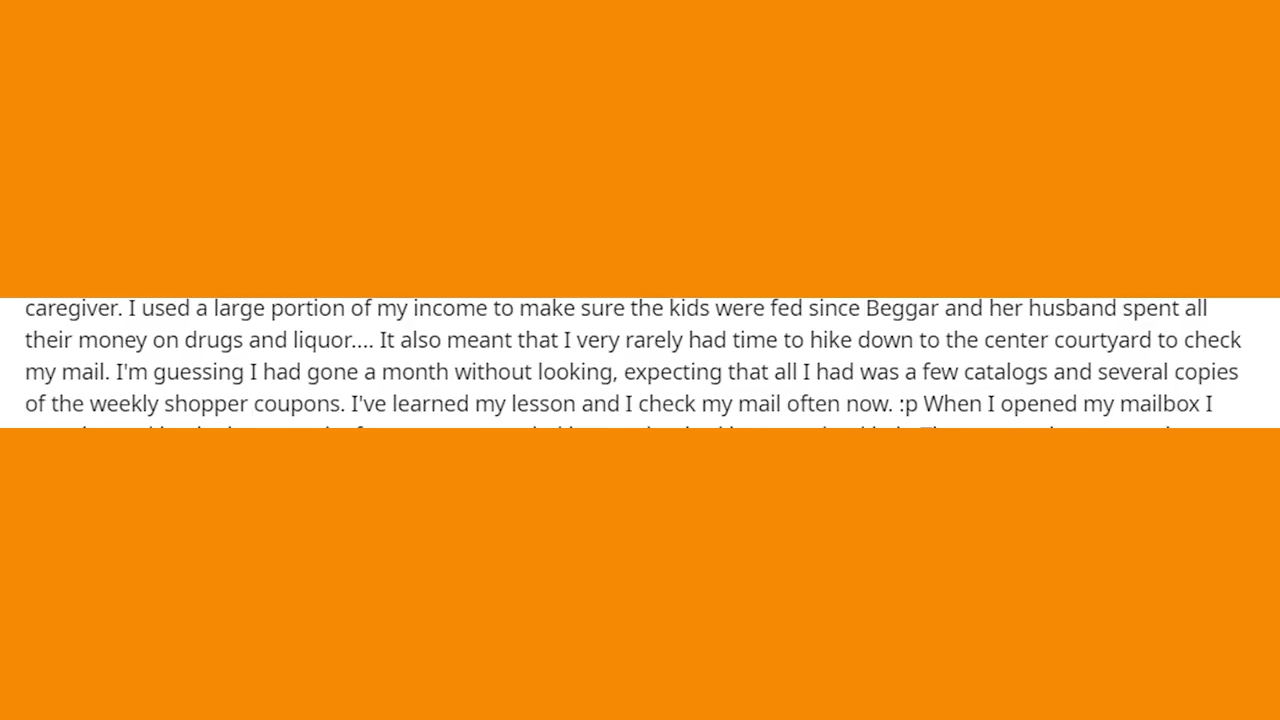 caregiver. I used a large portion of my income to make sure the kids were fed since Beggar and her husband spent all
their money on drugs and liquor.... It also meant that I very rarely had time to hike down to the center courtyard to check
my mail. I'm guessing I had gone a month without looking, expecting that all I had was a few catalogs and several copies
of the weekly shopper coupons. I've learned my lesson and I check my mail often now. :p When I opened my mailbox I